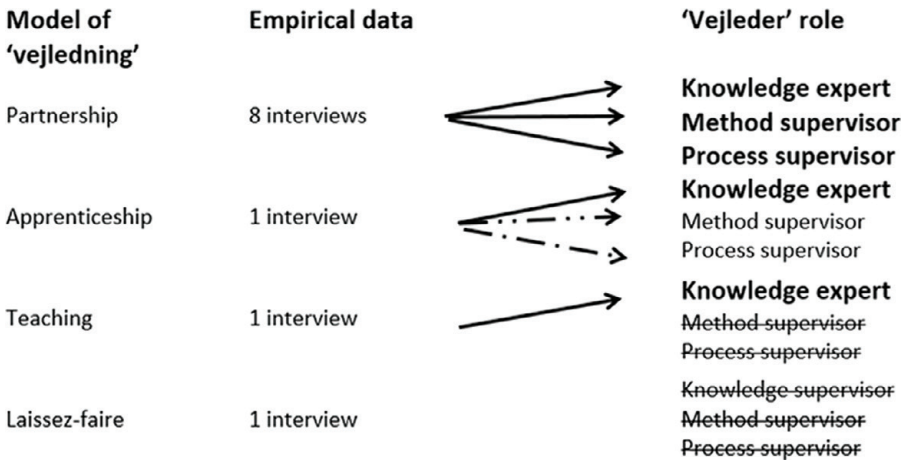 Model of 'vejledning' Empirical data 'Vejleder' role
Partnership 8 interviews Knowledge expert
Method supervisor
Process supervisor
Apprenticeship 1 interview Knowledge expert
Method supervisor
Process supervisor
Teaching 1 interview Knowledge expert
Method supervisor
Process supervisor
Laissez-faire 1 interview Knowledge supervisor
Method supervisor
Process supervisor